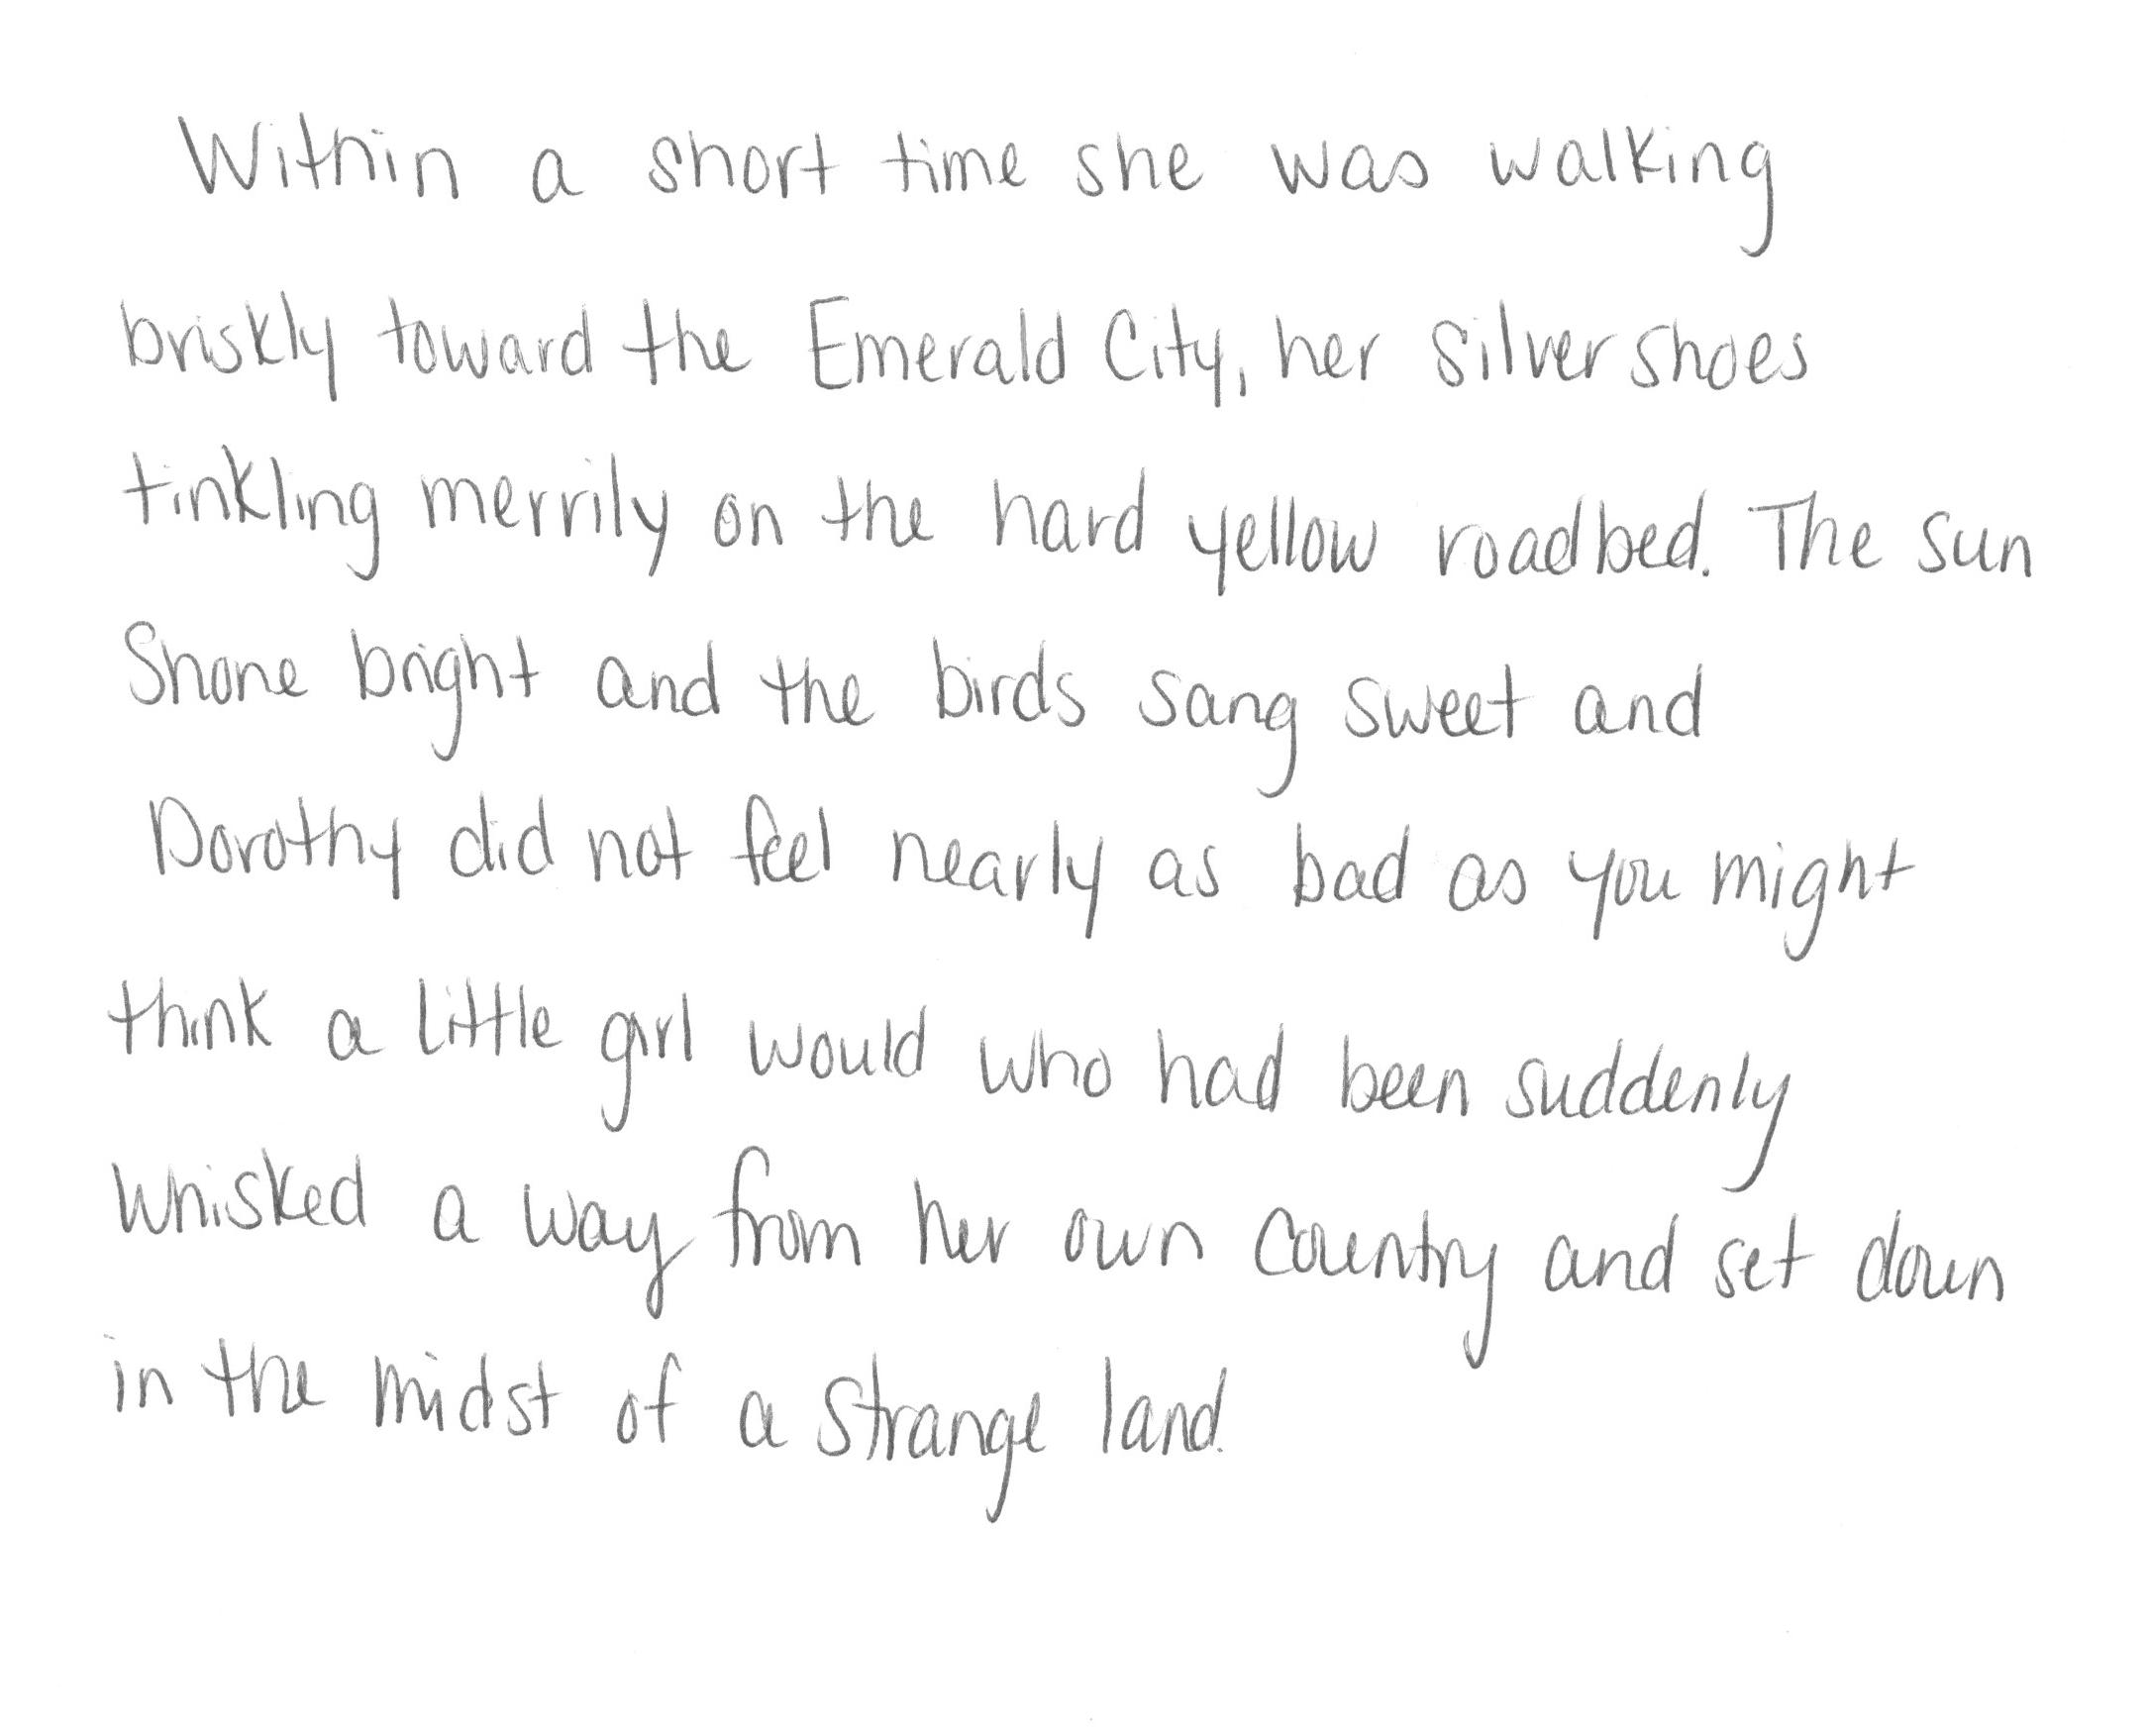 Within a short time she was walking
briskly toward the Emerald City, her silver shoes
tinkling merrily on the hard yellow roadbed. The sun
shone bright and the birds sang sweet and
Dorothy did not feel nearly as bad as you might
think a little girl would who had been suddenly
whisked a way from her own country and set down
in the midst of a strange land.